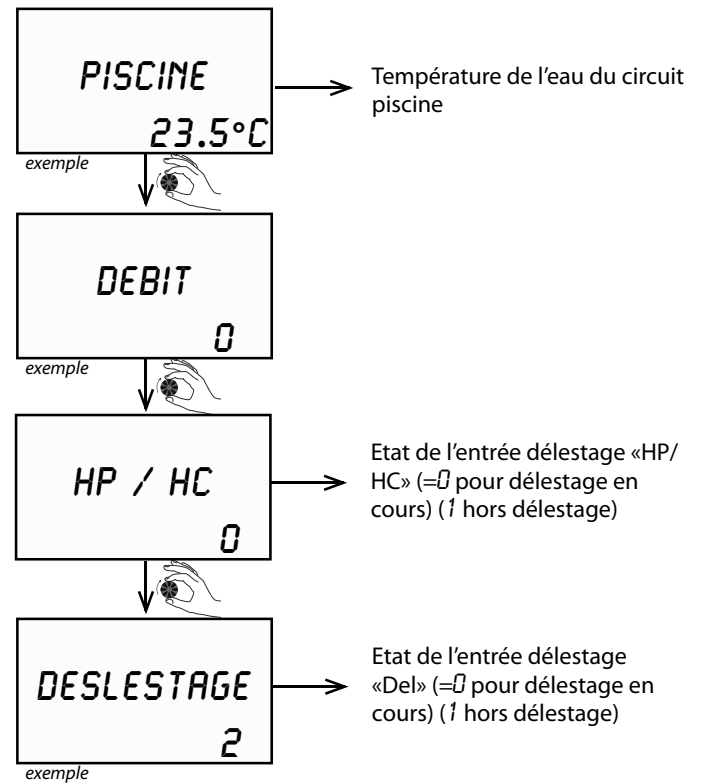 PISCINE
23.5°C
exemple
Température de l'eau du circuit
piscine
DEBIT
0
exemple
HP / HC
0
Etat de l'entrée délestage «HP/
HC» (=0 pour délestage en
cours) (1 hors délestage)
DESLESTAGE
2
exemple
Etat de l'entrée délestage
«Del» (=0 pour délestage en
cours) (1 hors délestage)